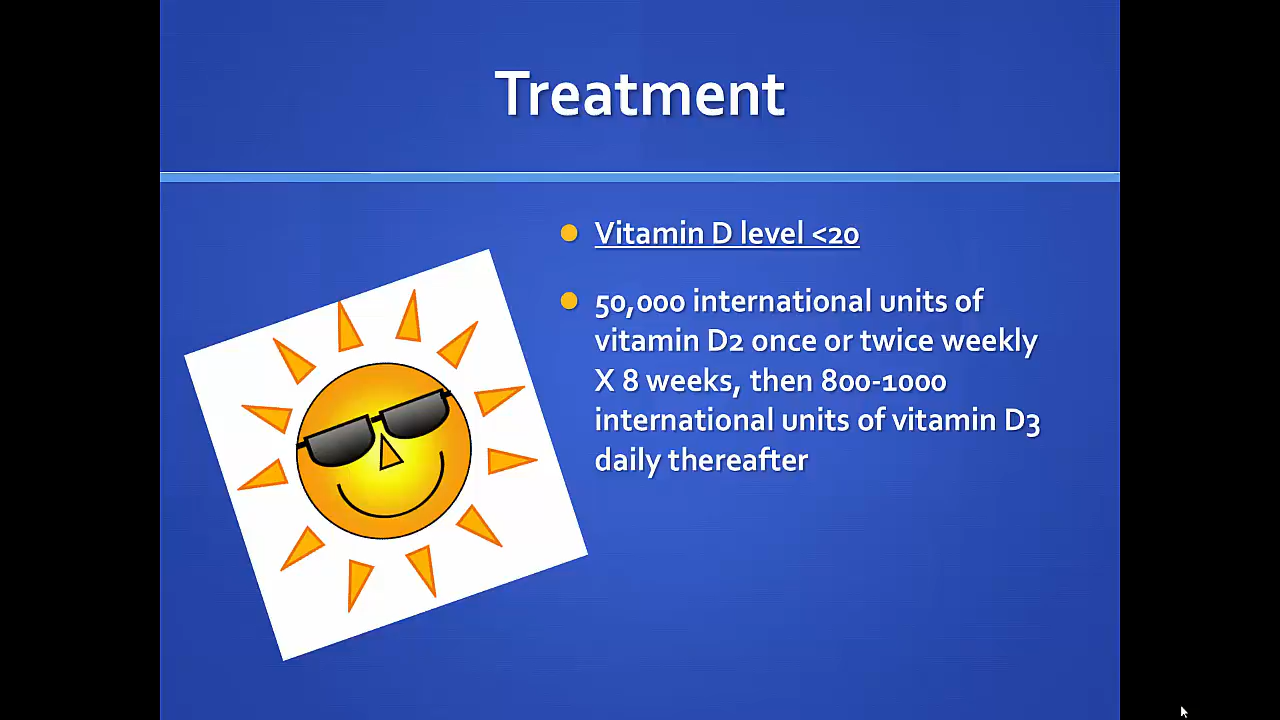 Treatment
Vitamin D level <20
50,000 international units of
vitamin D2 once or twice weekly
X 8 weeks, then 800-1000
international units of vitamin D3
daily thereafter